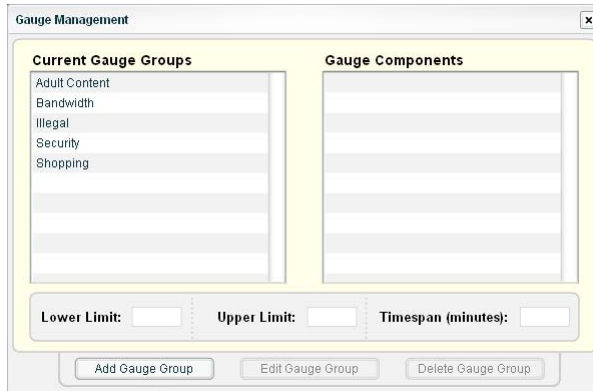 Gauge Management
Current Gauge Groups
Gauge Components
Adult Content
Bandwidth
Illegal
Security
Shopping
Lower Limit:
Upper Limit:
Timespan (minutes):
Add Gauge Group
Edit Gauge Group
Delete Gauge Group